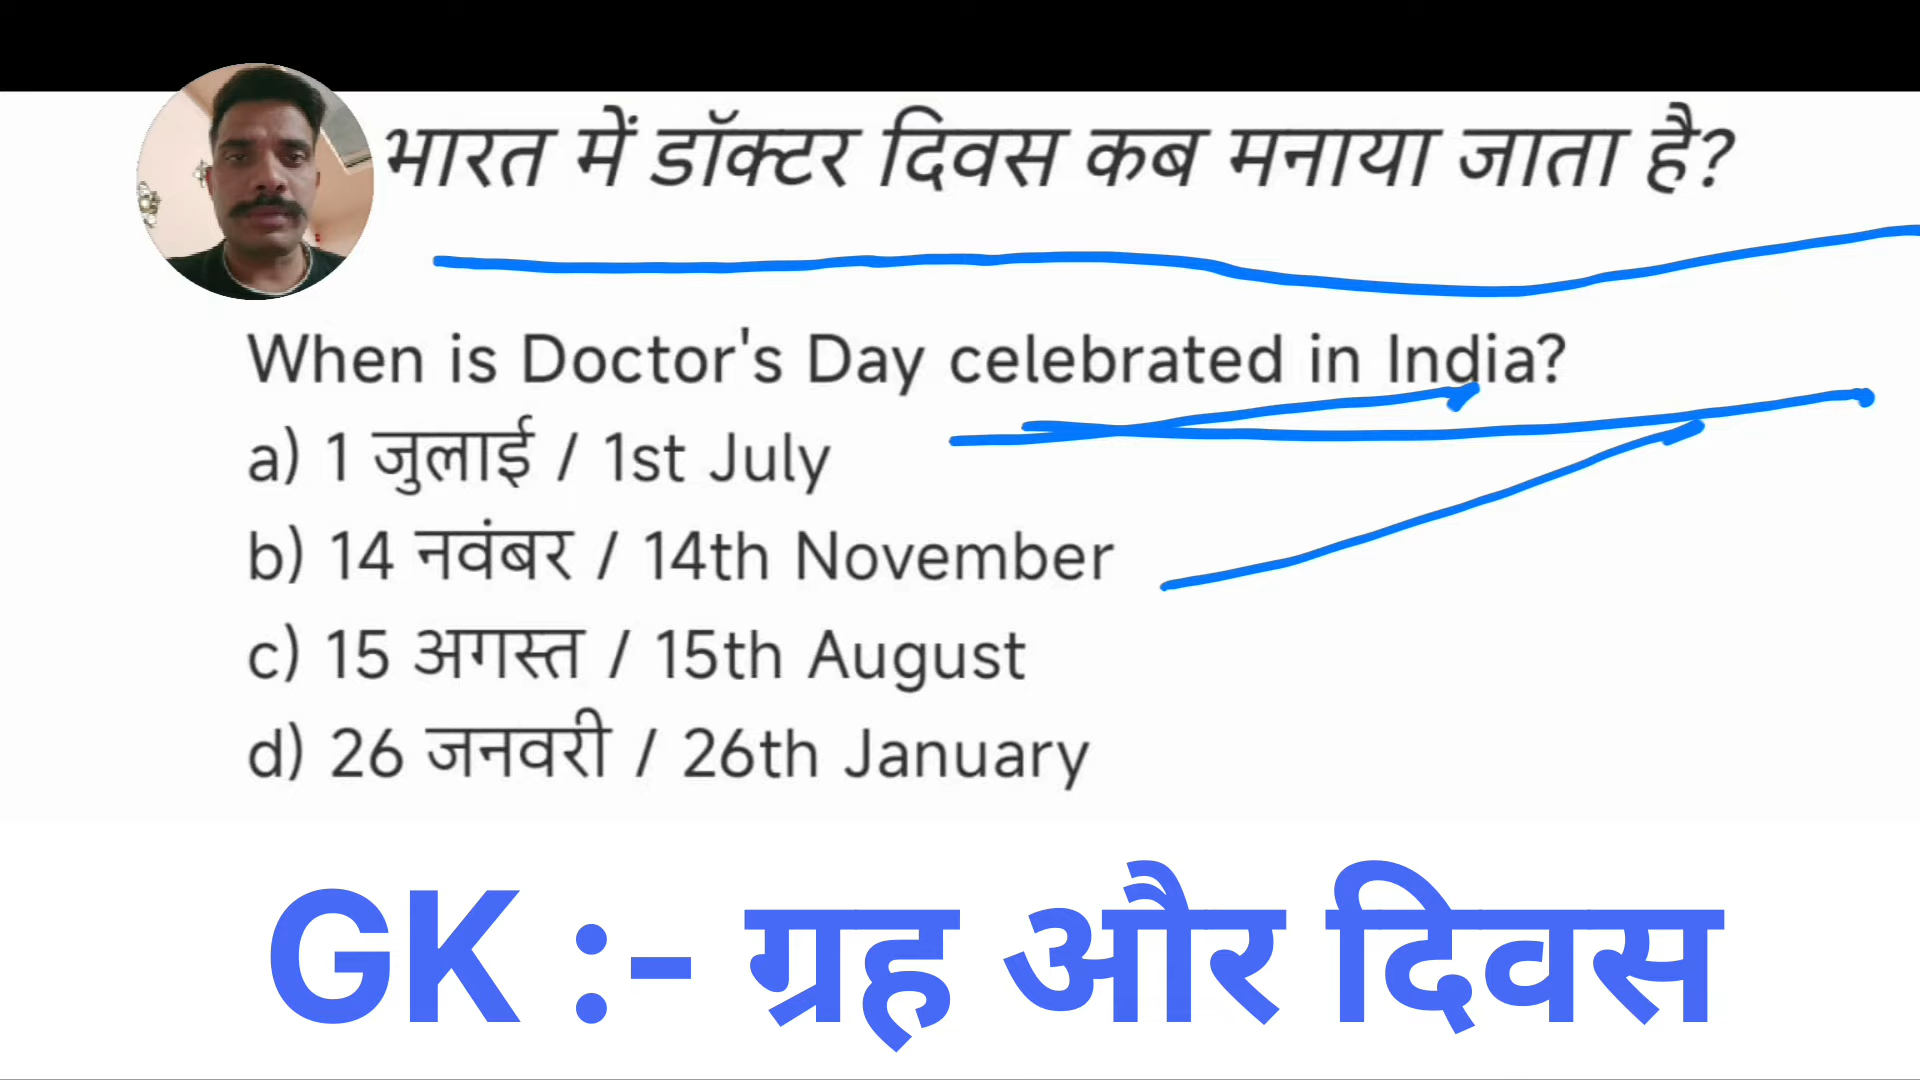 भारत में डॉक्टर दिवस कब मनाया जाता है?
When is Doctor's Day celebrated in India?
a) 1 जुलाई / 1st July
b) 14 नवंबर / 14th November
c) 15 अगस्त / 15th August
d) 26 जनवरी / 26th January
GK :- ग्रह और दिवस